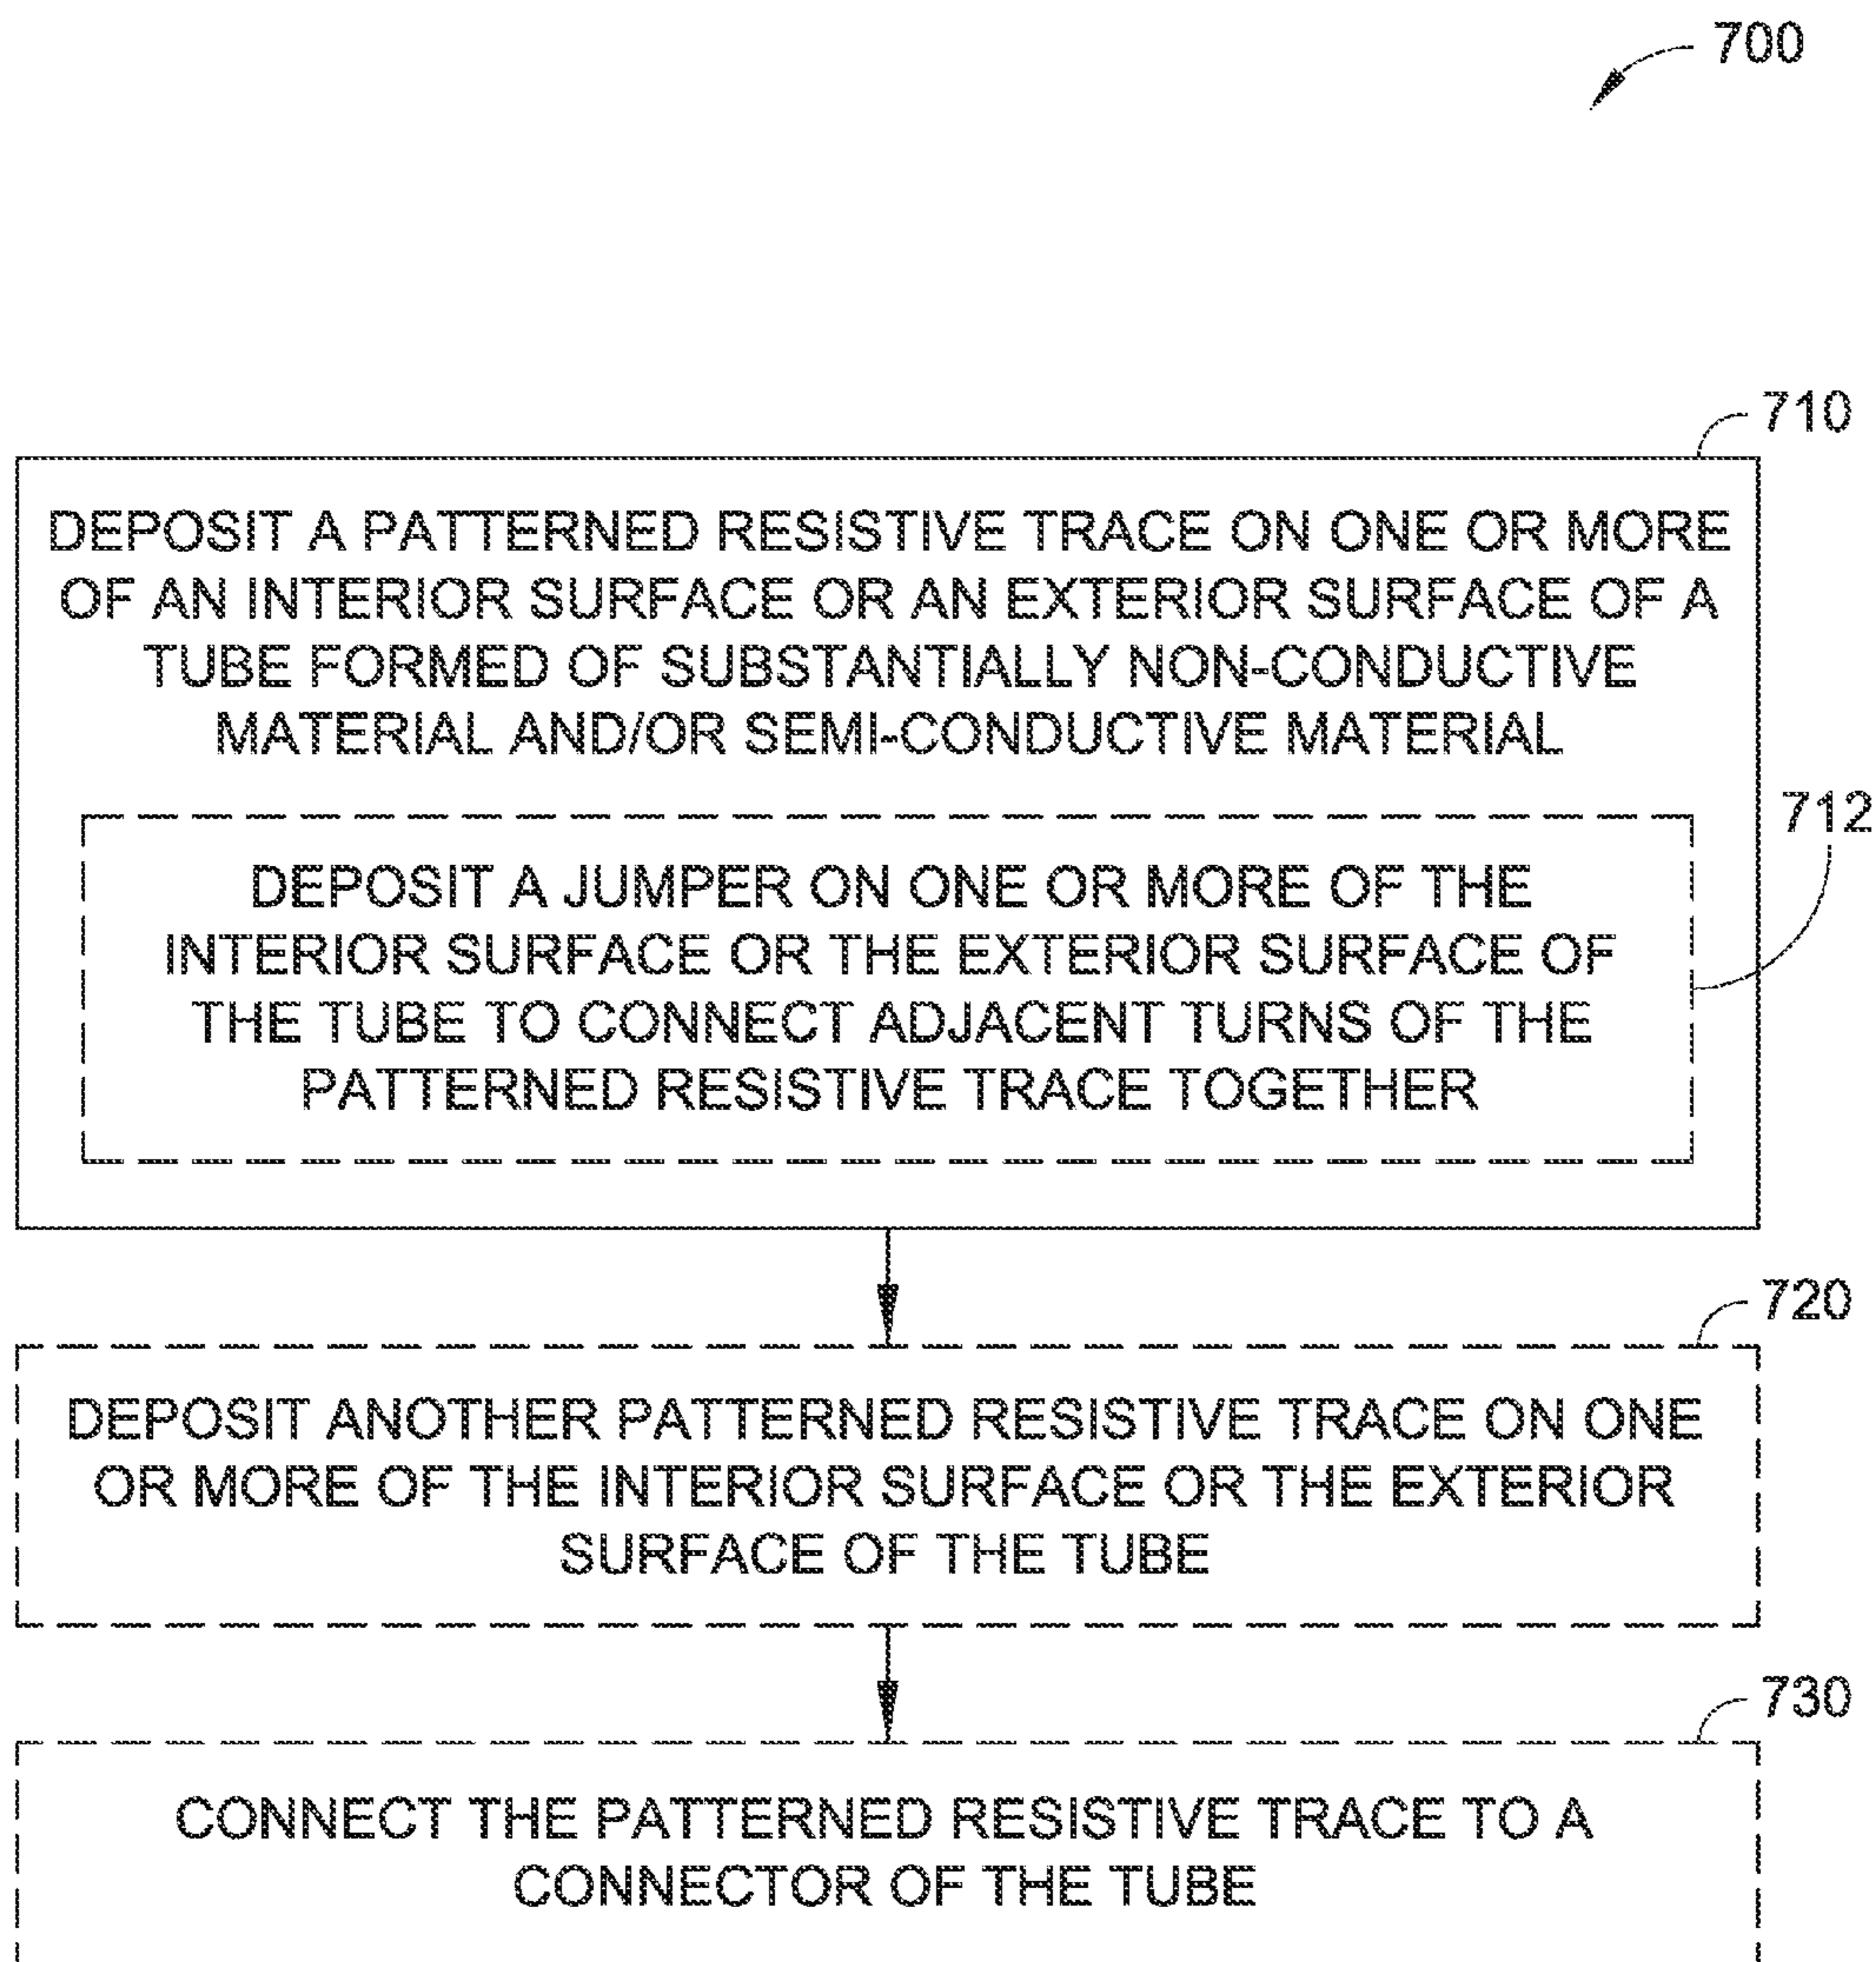 700
710
DEPOSIT A PATTERNED RESISTIVE TRACE ON ONE OR MORE
OF AN INTERIOR SURFACE OR AN EXTERIOR SURFACE OF A
TUBE FORMED OF SUBSTANTIALLY NON-CONDUCTIVE
MATERIAL AND/OR SEMI-CONDUCTIVE MATERIAL
712
DEPOSIT A JUMPER ON ONE OR MORE OF THE
INTERIOR SURFACE OR THE EXTERIOR SURFACE OF
THE TUBE TO CONNECT ADJACENT TURNS OF THE
PATTERNED RESISTIVE TRACE TOGETHER
720
DEPOSIT ANOTHER PATTERNED RESISTIVE TRACE ON ONE
OR MORE OF THE INTERIOR SURFACE OR THE EXTERIOR
SURFACE OF THE TUBE
730
CONNECT THE PATTERNED RESISTIVE TRACE TO A
CONNECTOR OF THE TUBE